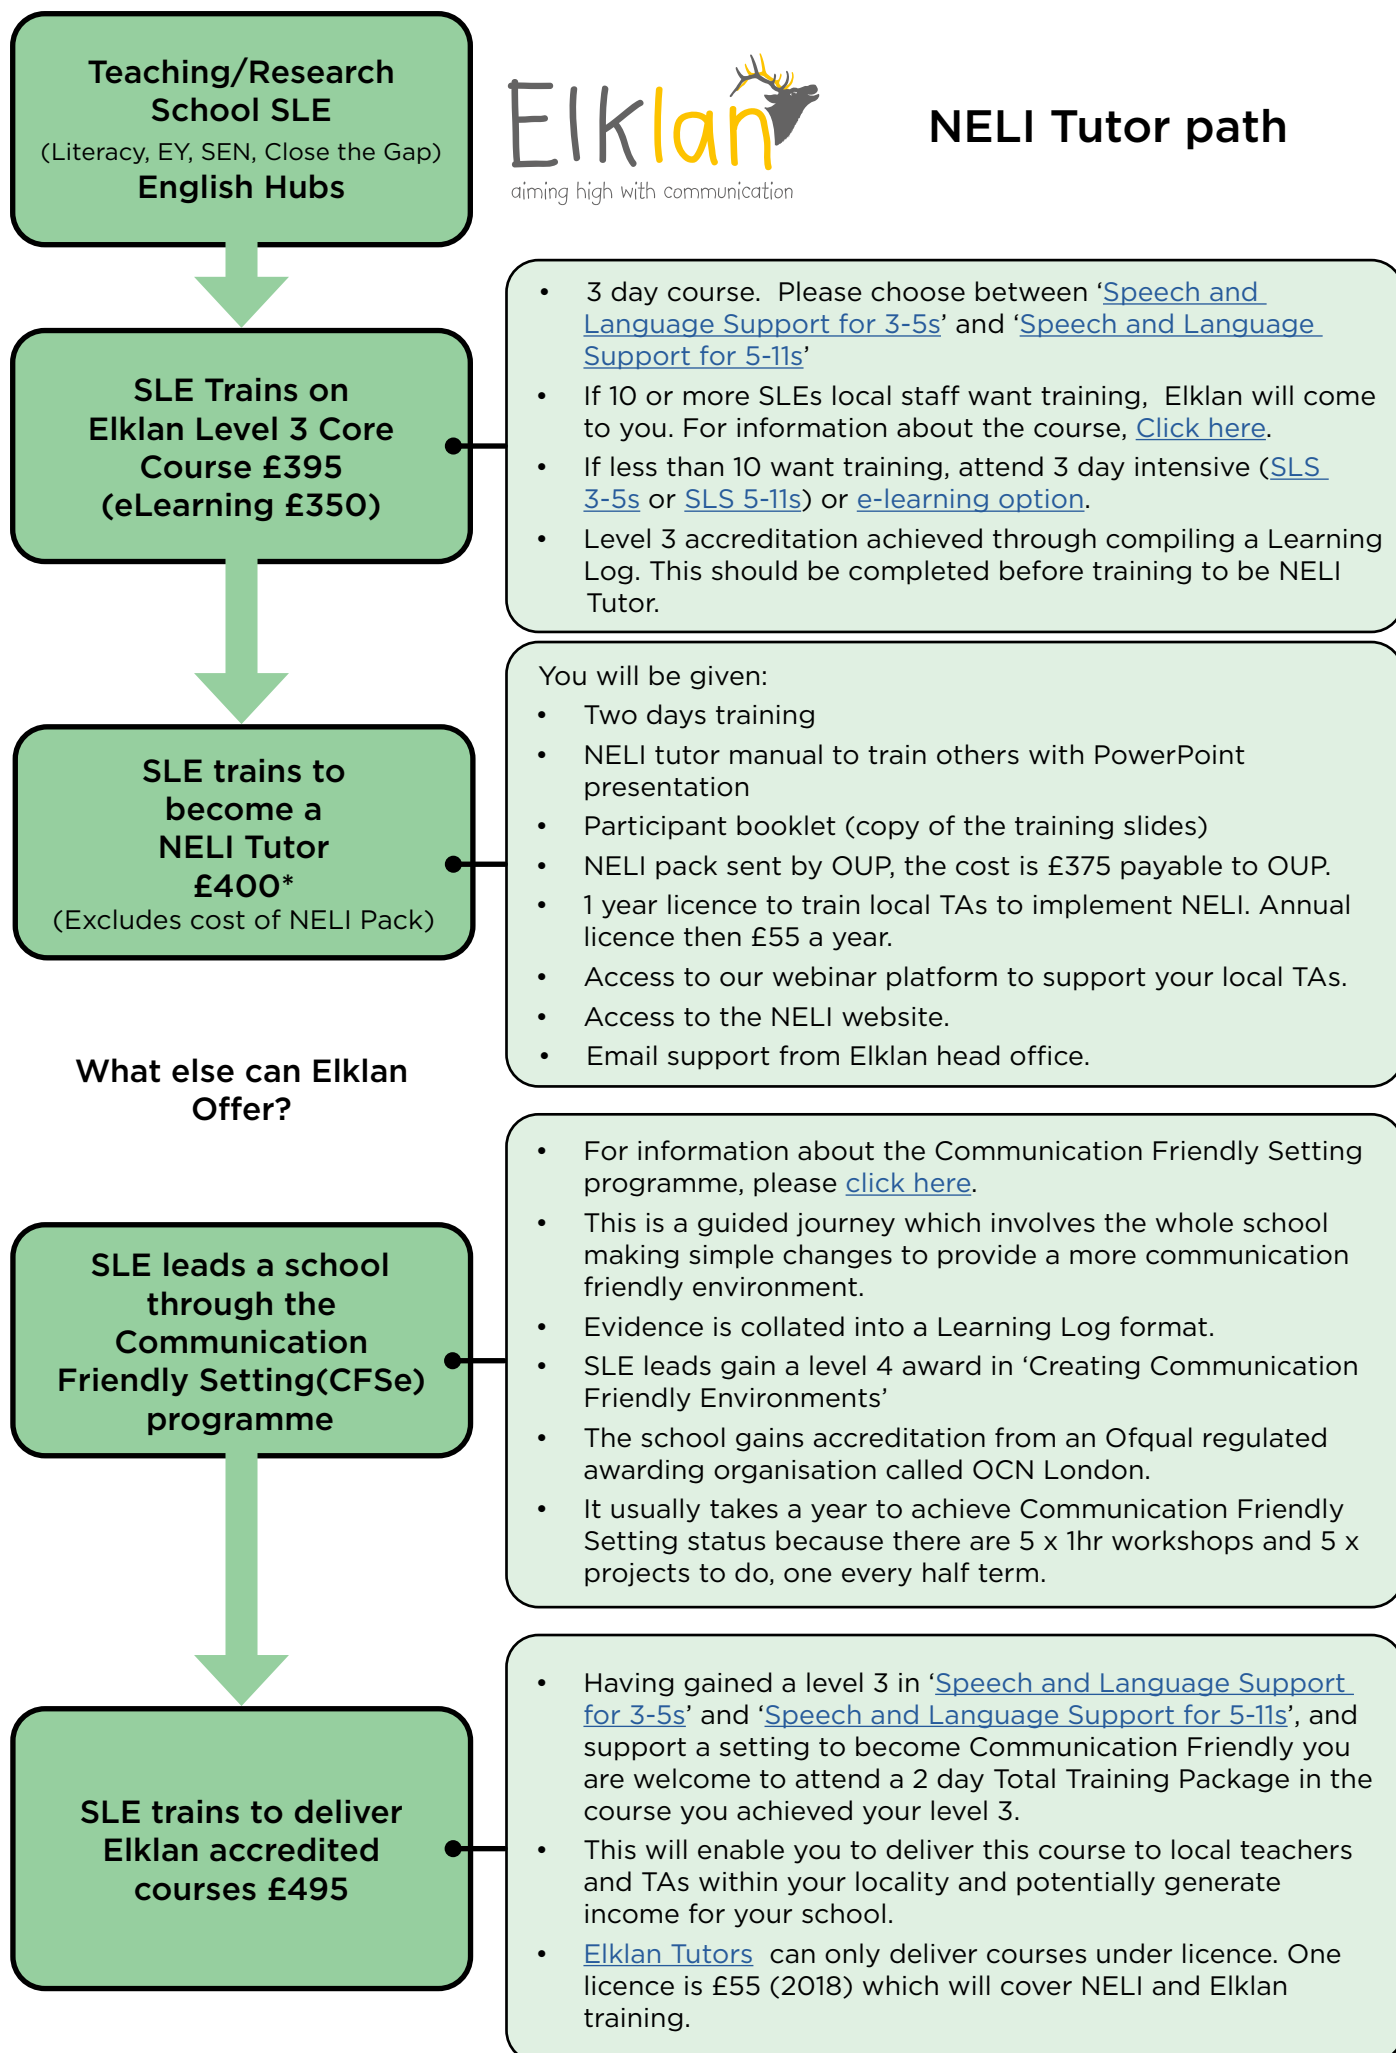 Teaching/Research
School SLE
(Literacy, EY, SEN, Close the Gap)
English Hubs
Elklan
aiming high with communication
NELI Tutor path
SLE Trains on
Elklan Level 3 Core
Course £395
(eLearning £350)
• 3 day course.  Please choose between ‘Speech and
Language Support for 3-5s’ and ‘Speech and Language
Support for 5-11s’
• If 10 or more SLEs local staff want training,  Elklan will come
to you. For information about the course, Click here.
• If less than 10 want training, attend 3 day intensive (SLS
3-5s or SLS 5-11s) or e-learning option.
• Level 3 accreditation achieved through compiling a Learning
Log. This should be completed before training to be NELI
Tutor.
SLE trains to
become a
NELI Tutor
£400*
(Excludes cost of NELI Pack)
You will be given:
• Two days training
• NELI tutor manual to train others with PowerPoint
presentation
• Participant booklet (copy of the training slides)
• NELI pack sent by OUP, the cost is £375 payable to OUP.
• 1 year licence to train local TAs to implement NELI. Annual
licence then £55 a year.
• Access to our webinar platform to support your local TAs.
• Access to the NELI website.
• Email support from Elklan head office.
What else can Elklan
Offer?
SLE leads a school
through the
Communication
Friendly Setting(CFSe)
programme
• For information about the Communication Friendly Setting
programme, please click here.
• This is a guided journey which involves the whole school
making simple changes to provide a more communication
friendly environment.
• Evidence is collated into a Learning Log format.
• SLE leads gain a level 4 award in ‘Creating Communication
Friendly Environments’
• The school gains accreditation from an Ofqual regulated
awarding organisation called OCN London.
• It usually takes a year to achieve Communication Friendly
Setting status because there are 5 x 1hr workshops and 5 x
projects to do, one every half term.
SLE trains to deliver
Elklan accredited
courses £495
• Having gained a level 3 in ‘Speech and Language Support
for 3-5s’ and ‘Speech and Language Support for 5-11s’, and
support a setting to become Communication Friendly you
are welcome to attend a 2 day Total Training Package in the
course you achieved your level 3.
• This will enable you to deliver this course to local teachers
and TAs within your locality and potentially generate
income for your school.
• Elklan Tutors  can only deliver courses under licence. One
licence is £55 (2018) which will cover NELI and Elklan
training.